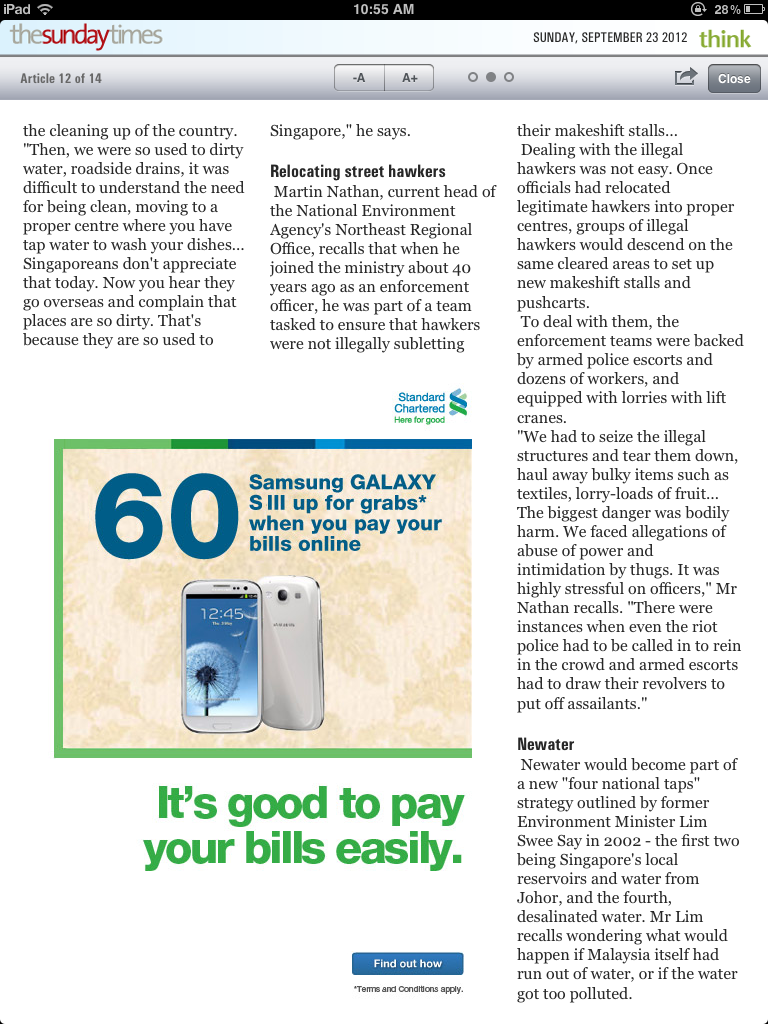 iPad
10:55 AM
28%
thesundaytimes
SUNDAY, SEPTEMBER 23 2012
think
Article 12 of 14
-A
A+
Close
the cleaning up of the country.
"Then, we were so used to dirty
water, roadside drains, it was
difficult to understand the need
for being clean, moving to a
proper centre where you have
tap water to wash your dishes...
Singaporeans don't appreciate
that today. Now you hear they
go overseas and complain that
places are so dirty. That's
because they are so used to
Singapore," he says.
Relocating street hawkers
Martin Nathan, current head of
the National Environment
Agency's Northeast Regional
Office, recalls that when he
joined the ministry about 40
years ago as an enforcement
officer, he was part of a team
tasked to ensure that hawkers
were not illegally subletting
their makeshift stalls...
Dealing with the illegal
hawkers was not easy. Once
officials had relocated
legitimate hawkers into proper
centres, groups of illegal
hawkers would descend on the
same cleared areas to set up
new makeshift stalls and
pushcarts.
To deal with them, the
enforcement teams were backed
by armed police escorts and
dozens of workers, and
equipped with lorries with lift
cranes.
"We had to seize the illegal
structures and tear them down,
haul away bulky items such as
textiles, lorry-loads of fruit...
The biggest danger was bodily
harm. We faced allegations of
abuse of power and
intimidation by thugs. It was
highly stressful on officers," Mr
Nathan recalls. "There were
instances when even the riot
police had to be called in to rein
in the crowd and armed escorts
had to draw their revolvers to
put off assailants."
Newater
Newater would become part of
a new "four national taps"
strategy outlined by former
Environment Minister Lim
Swee Say in 2002 - the first two
being Singapore's local
reservoirs and water from
Johor, and the fourth,
desalinated water. Mr Lim
recalls wondering what would
happen if Malaysia itself had
run out of water, or if the water
got too polluted.
Standard
Chartered
Here for good
60
Samsung GALAXY
S III up for grabs*
when you pay your
bills online
12:45
SAMSUNG
It's good to pay
your bills easily.
Find out how
*Terms and Conditions apply.